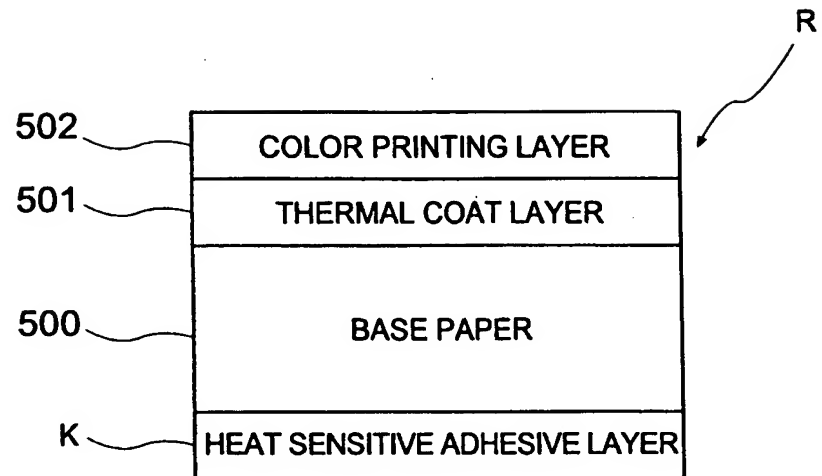 R
502 COLOR PRINTING LAYER
501 THERMAL COAT LAYER
500 BASE PAPER
K HEAT SENSITIVE ADHESIVE LAYER